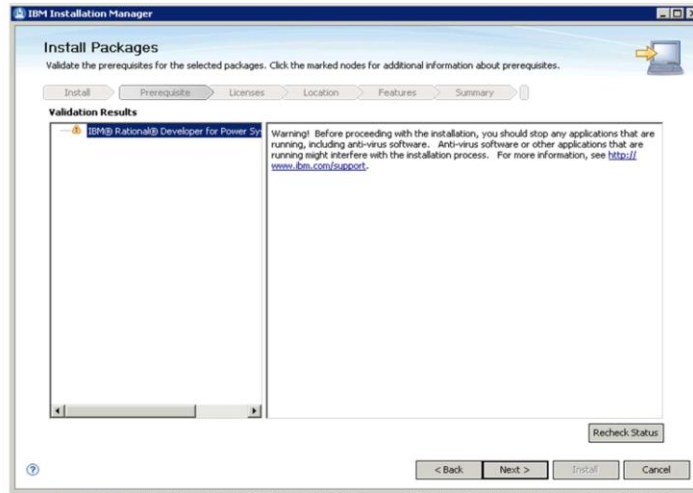 IBM Installation Manager
Install Packages
Validate the prerequisites for the selected packages. Click the marked nodes for additional information about prerequisites.
Install
Prerequisite
Licenses
Location
Features
Summary
Validation Results
IBM® Rational® Developer for Power Sy
Warning! Before proceeding with the installation, you should stop any applications that are
running, including anti-virus software. Anti-virus software or other applications that are
running might interfere with the installation process. For more information, see http://
www.ibm.com/support.
Recheck Status
?
< Back
Next >
Install
Cancel